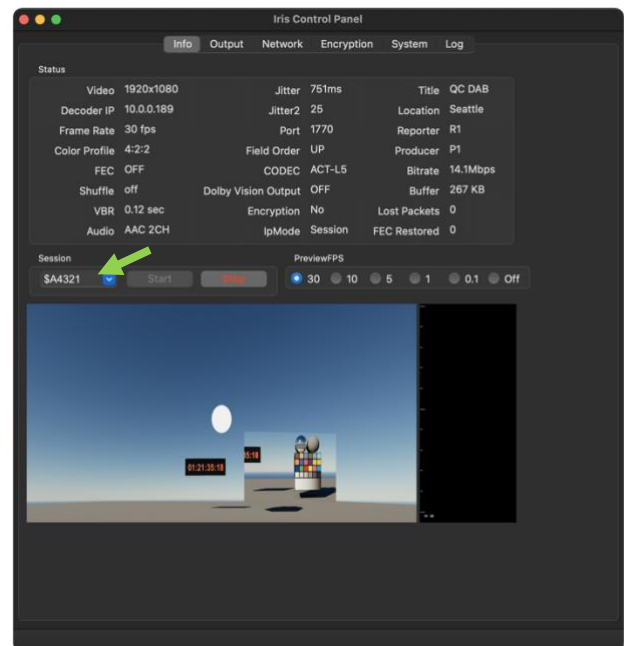 Iris Control Panel
Info Output Network Encryption System Log
Status
Video 1920x1080 Jitter 751ms Title QC DAB
Decoder IP 10.0.0.189 Jitter2 25 Location Seattle
Frame Rate 30 fps Port 1770 Reporter R1
Color Profile 4:2:2 Field Order UP Producer P1
FEC OFF CODEC ACT-L5 Bitrate 14.1Mbps
Shuffle off Dolby Vision Output OFF Buffer 267 KB
VBR 0.12 sec Encryption No Lost Packets 0
Audio AAC 2CH IpMode Session FEC Restored 0
Session PreviewFPS
$A4321 Start Stop 30 10 5 1 0.1 Off
01:21:35:18 35:18